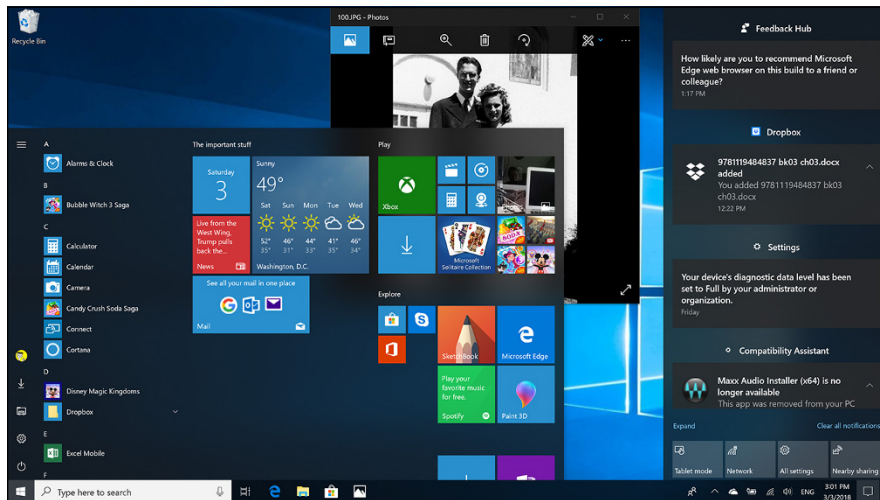 Recycle Bin
100.JPG - Photos
A
Alarms & Clock
B
Bubble Witch 3 Saga
C
Calculator
Calendar
Camera
Candy Crush Soda Saga
Connect
Cortana
D
Disney Magic Kingdoms
Dropbox
E
Excel Mobile
F
The important stuff
Saturday
3
Sunny
49°
Sat Sun Mon Tue Wed
52° 46° 44° 41° 46°
35° 31° 33° 35° 34°
Washington, D.C.
Live from the
West Wing,
Trump pulls
back the...
News
See all your mail in one place
Mail
Play
Xbox
Photos
Microsoft
Solitaire Collection
SODA
Explore
SketchBook
Microsoft Edge
Play your
favorite music
for free.
Spotify
Paint 3D
Feedback Hub
How likely are you to recommend Microsoft
Edge web browser on this build to a friend or
colleague?
1:17 PM
Dropbox
9781119484837 bk03 ch03.docx
added
You added 9781119484837 bk03
ch03.docx
12:22 PM
Settings
Your device's diagnostic data level has been
set to Full by your administrator or
organization.
Friday
Compatibility Assistant
Maxx Audio Installer (x64) is no
longer available
This app was removed from your PC
Expand
Clear all notifications
Tablet mode
Network
All settings
Nearby sharing
Type here to search
ENG
3:01 PM
3/3/2018